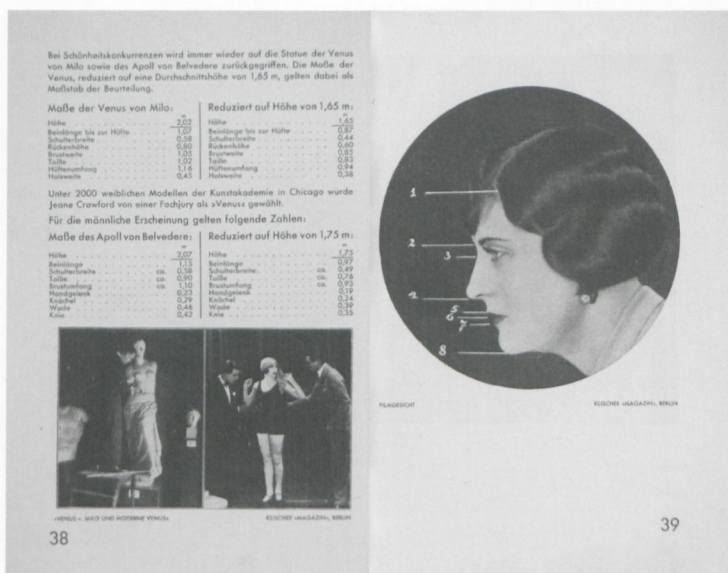 Bei Schönheitskonkurrenzen wird immer wieder auf die Statue der Venus
von Milo sowie des Apoll von Belvedere zurückgegriffen. Die Maße der
Venus, reduziert auf eine Durchschnittshöhe von 1,65 m, gelten dabei als
Maßstab der Beurteilung.
Maße der Venus von Milo:
m
Höhe 2,02
Beinlänge bis zur Hüfte 1,07
Schulterbreite 0,58
Rückenhöhe 0,80
Brustweite 1,05
Taille 1,02
Hüftenumfang 1,16
Halsweite 0,45
Reduziert auf Höhe von 1,65 m:
m
Höhe 1,65
Beinlänge bis zur Hüfte 0,87
Schulterbreite 0,44
Rückenhöhe 0,60
Brustweite 0,85
Taille 0,83
Hüftenumfang 0,94
Halsweite 0,38
Unter 2000 weiblichen Modellen der Kunstakademie in Chicago wurde
Jeane Crawford von einer Fachjury als »Venus« gewählt.
Für die männliche Erscheinung gelten folgende Zahlen:
Maße des Apoll von Belvedere:
m
Höhe 2,07
Beinlänge 1,15
Schulterbreite ca. 0,58
Taille ca. 0,90
Brustumfang ca. 1,10
Handgelenk 0,23
Knöchel 0,29
Wade 0,46
Knie 0,42
Reduziert auf Höhe von 1,75 m:
m
Höhe 1,75
Beinlänge 0,97
Schulterbreite ca. 0,49
Taille ca. 0,76
Brustumfang ca. 0,93
Handgelenk 0,19
Knöchel 0,24
Wade 0,39
Knie 0,35
»VENUS v. MILO UND MODERNE VENUS«
KLISCHEE »MAGAZIN«, BERLIN
38
1
2
3
2
5
6
7
8
FILMGESICHT
KLISCHEE »MAGAZIN«, BERLIN
39